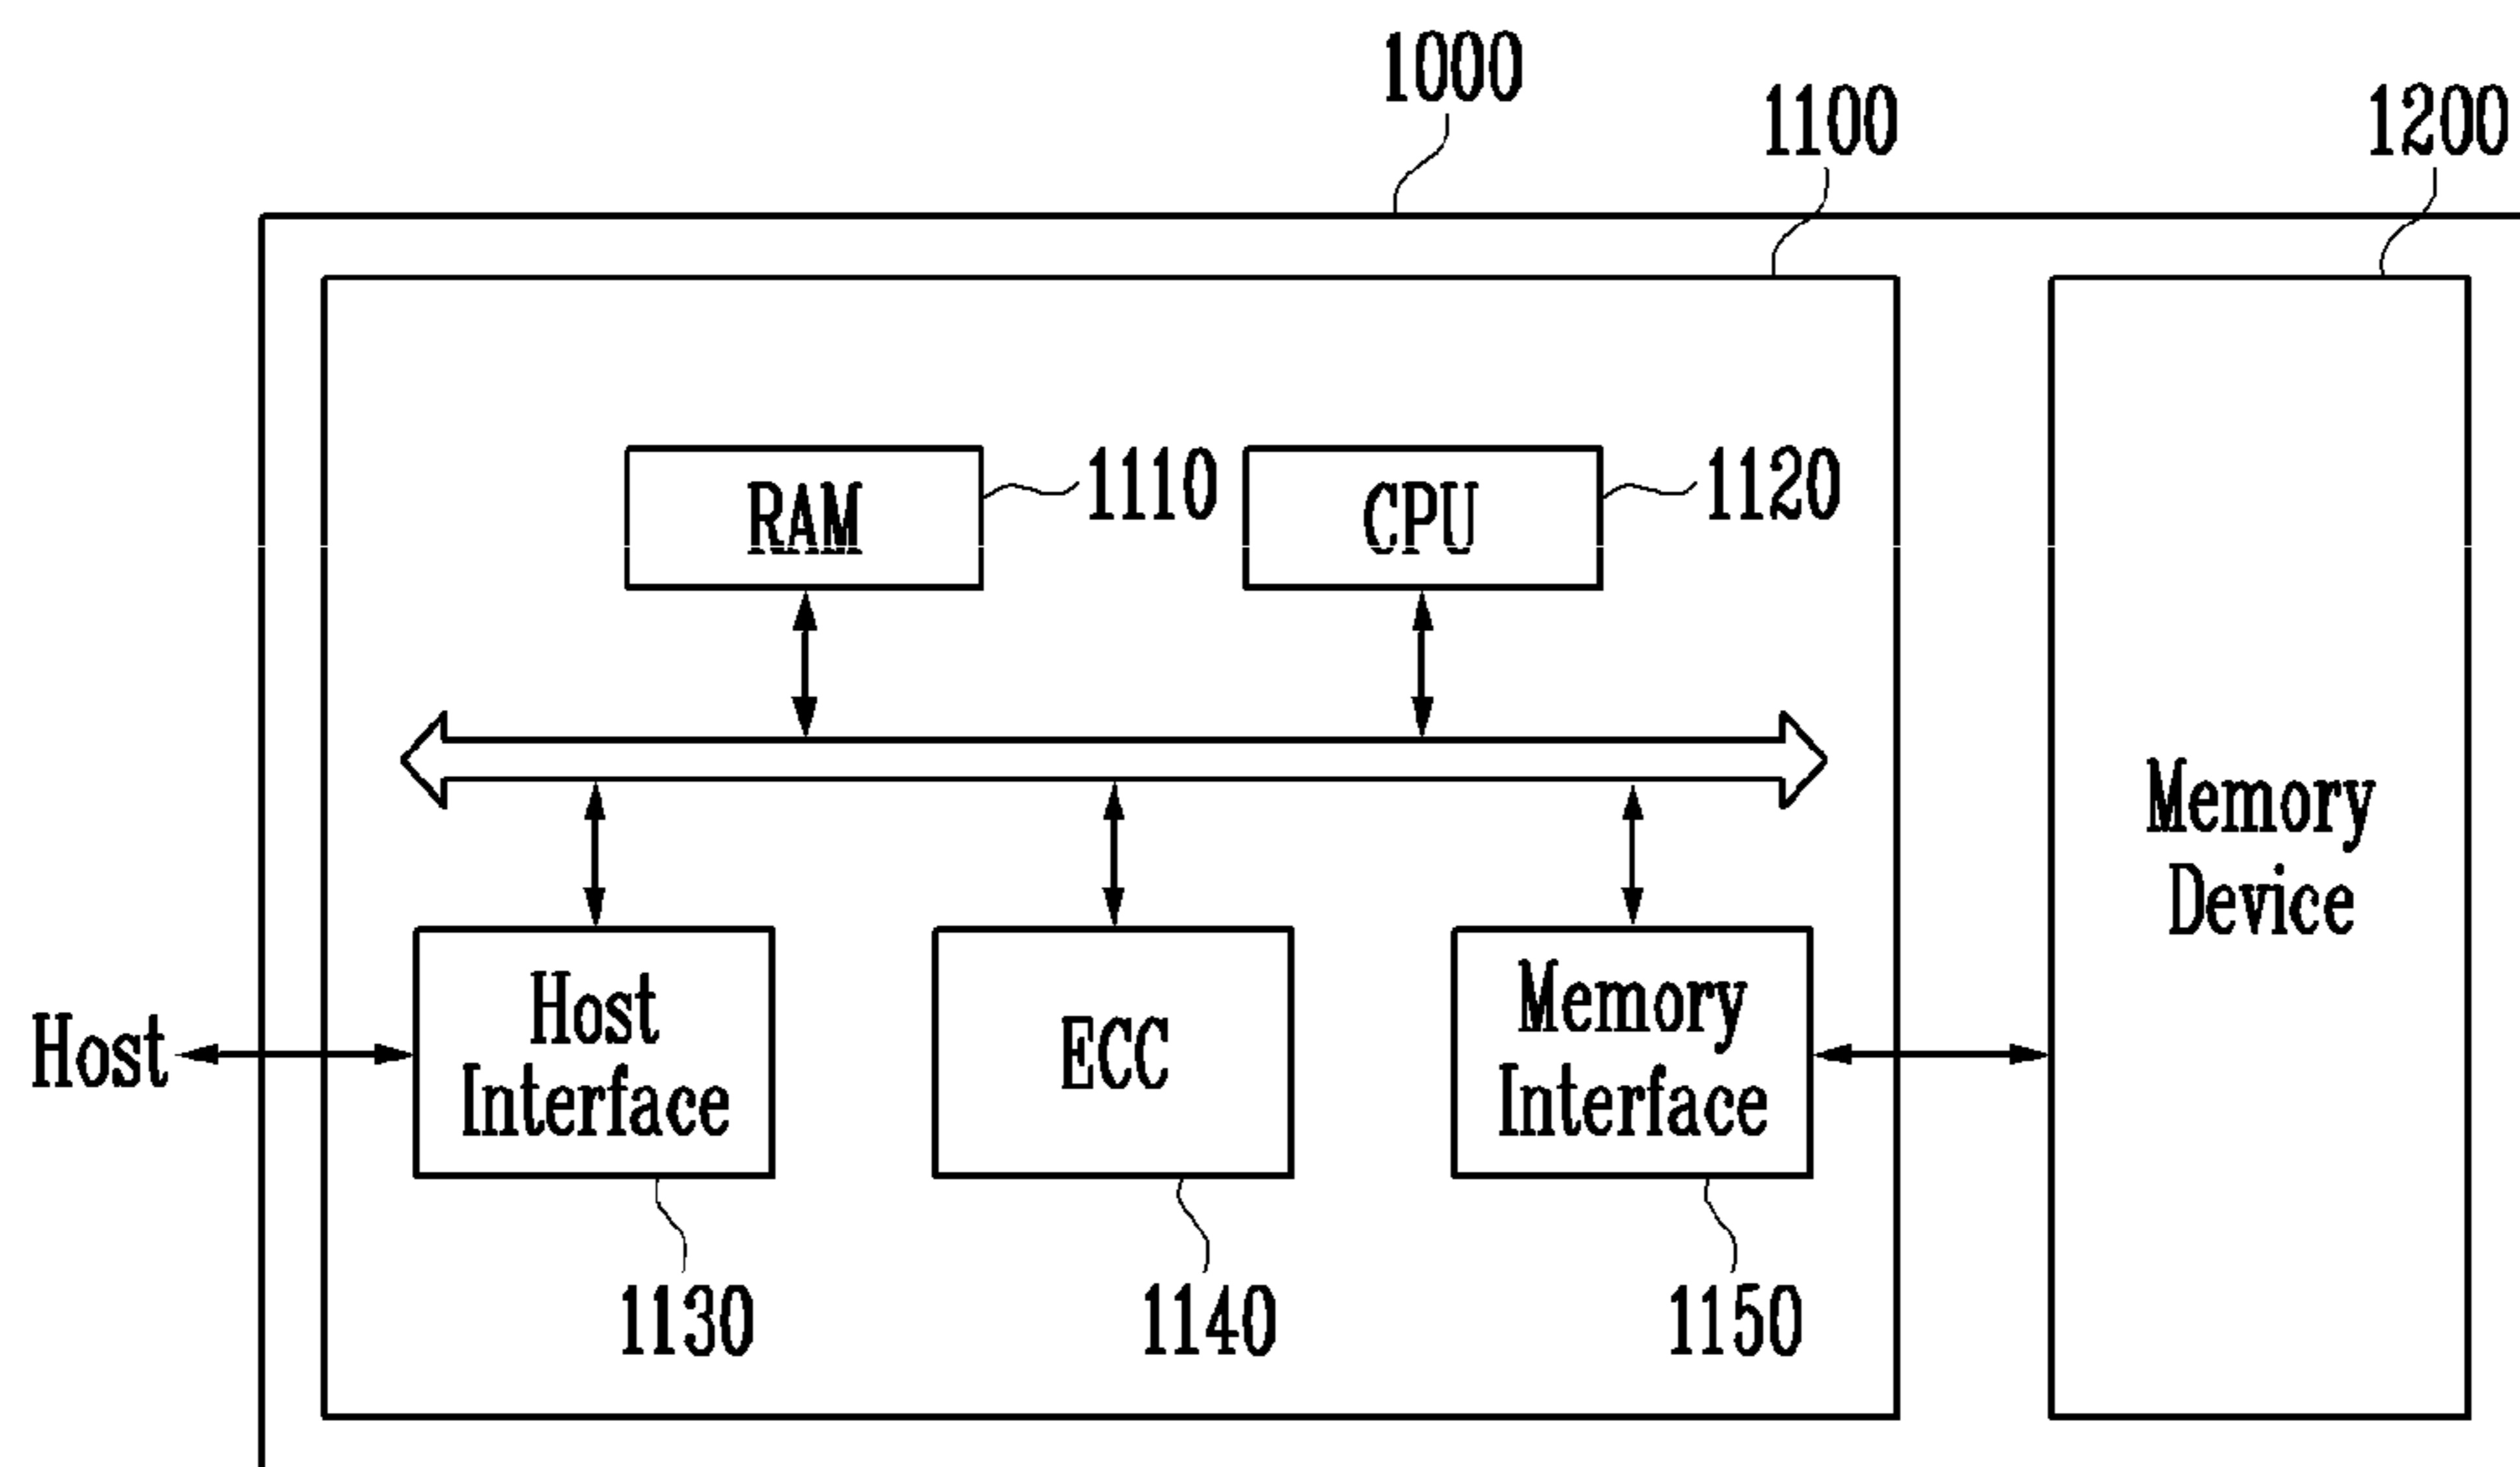 1000
1100
1200
RAM
1110
CPU
1120
Memory
Device
Host
Host
Interface
ECC
Memory
Interface
1130
1140
1150